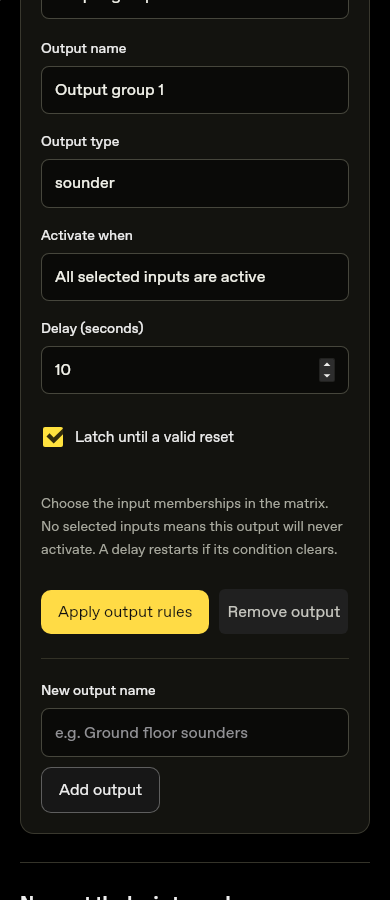 Output name
Output group 1
Output type
sounder
Activate when
All selected inputs are active
Delay (seconds)
10
Latch until a valid reset
Choose the input memberships in the matrix.
No selected inputs means this output will never
activate. A delay restarts if its condition clears.
Apply output rules
Remove output
New output name
e.g. Ground floor sounders
Add output